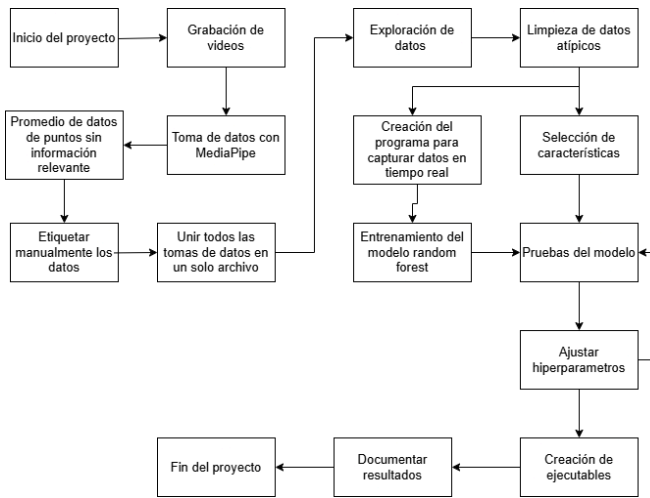 Inicio del proyecto
Grabación de
videos
Exploración de
datos
Limpieza de datos
atípicos
Promedio de datos
de puntos sin
información
relevante
Toma de datos con
MediaPipe
Creación del
programa para
capturar datos en
tiempo real
Selección de
características
Etiquetar
manualmente los
datos
Unir todos las
tomas de datos en
un solo archivo
Entrenamiento del
modelo random
forest
Pruebas del modelo
Ajustar
hiperparametros
Fin del proyecto
Documentar
resultados
Creación de
ejecutables